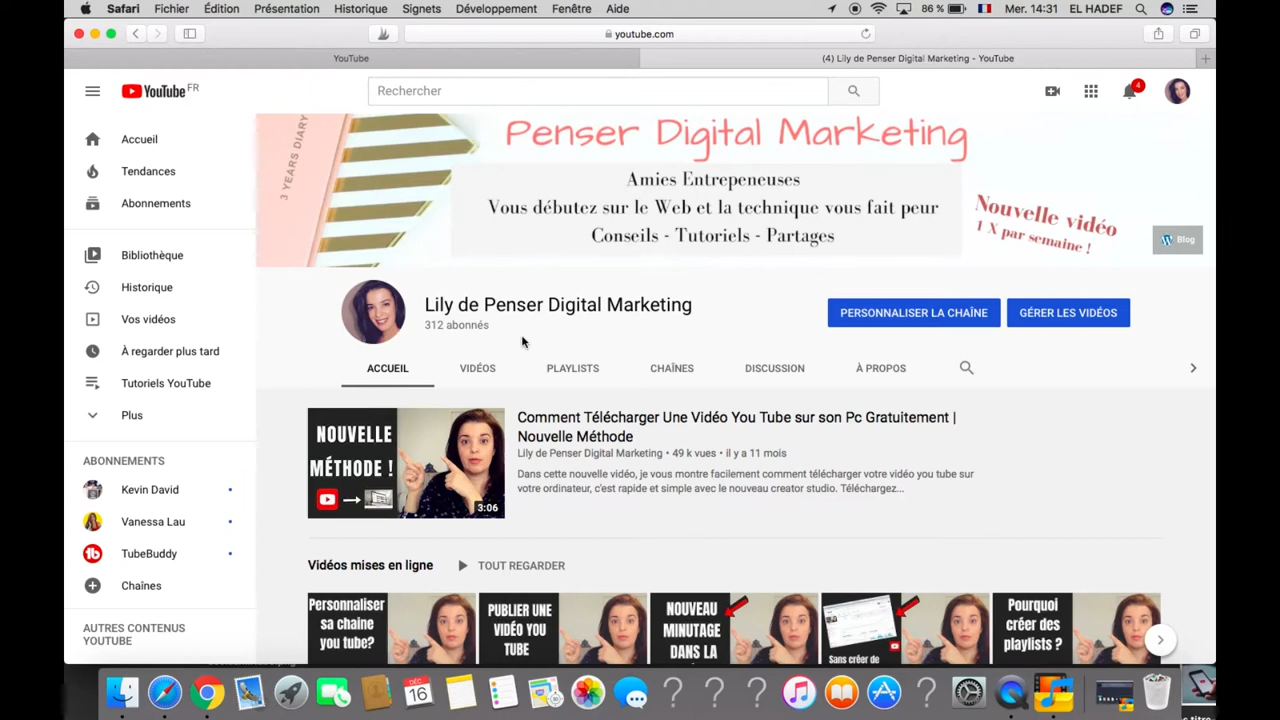 Safari Fichier Édition Présentation Historique Signets Développement Fenêtre Aide 86 % Mer. 14:31 EL HADEF
youtube.com
YouTube
(4) Lily de Penser Digital Marketing - YouTube
YouTube FR
Rechercher
4
Accueil
Tendances
Abonnements
Bibliothèque
Historique
Vos vidéos
À regarder plus tard
Tutoriels YouTube
Plus
ABONNEMENTS
Kevin David
Vanessa Lau
TubeBuddy
Chaînes
AUTRES CONTENUS
YOUTUBE
3 YEARS DIARY
Penser Digital Marketing
Amies Entrepeneuses
Vous débutez sur le Web et la technique vous fait peur
Conseils - Tutoriels - Partages
Nouvelle vidéo
1 X par semaine !
Blog
Lily de Penser Digital Marketing
312 abonnés
PERSONNALISER LA CHAÎNE
GÉRER LES VIDÉOS
ACCUEIL VIDÉOS PLAYLISTS CHAÎNES DISCUSSION À PROPOS
NOUVELLE
MÉTHODE !
3:06
Comment Télécharger Une Vidéo You Tube sur son Pc Gratuitement |
Nouvelle Méthode
Lily de Penser Digital Marketing • 49 k vues • il y a 11 mois
Dans cette nouvelle vidéo, je vous montre facilement comment télécharger votre vidéo you tube sur
votre ordinateur, c'est rapide et simple avec le nouveau creator studio. Téléchargez...
Vidéos mises en ligne
TOUT REGARDER
Personnaliser
sa chaine
you tube?
PUBLIER UNE
VIDÉO YOU
TUBE
NOUVEAU
MINUTAGE
DANS LA
Sans créer de
Pourquoi
créer des
playlists ?
DÉC
16